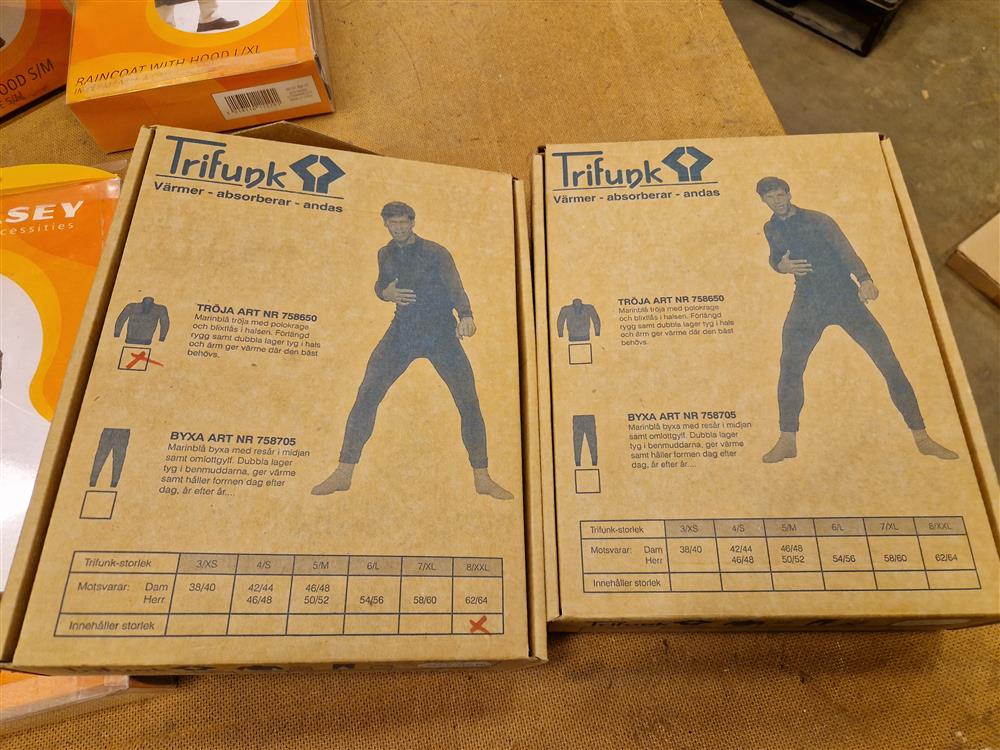 OOD S/M
E S/M
RAINCOAT WITH HOOD L/XL
SEY
cessities
Trifunk
Värmer - absorberar - andas
TRÖJA ART NR 758650
Marinblå tröja med polokrage
och blixtlås i halsen. Förlängd
rygg samt dubbla lager tyg i hals
och ärm ger värme där den bäst
behövs.
BYXA ART NR 758705
Marinblå byxa med resår i midjan
samt omlottgylf. Dubbla lager
tyg i benmuddarna, ger värme
samt håller formen dag efter
dag, år efter år....
Trifunk-storlek 3/XS 4/S 5/M 6/L 7/XL 8/XXL
Motsvarar: Dam 38/40 42/44 46/48
Herr 46/48 50/52 54/56 58/60 62/64
Innehåller storlek X
Trifunk
Värmer - absorberar - andas
TRÖJA ART NR 758650
Marinblå tröja med polokrage
och blixtlås i halsen. Förlängd
rygg samt dubbla lager tyg i hals
och ärm ger värme där den bäst
behövs.
BYXA ART NR 758705
Marinblå byxa med resår i midjan
samt omlottgylf. Dubbla lager
tyg i benmuddarna, ger värme
samt håller formen dag efter
dag, år efter år....
Trifunk-storlek 3/XS 4/S 5/M 6/L 7/XL 8/XXL
Motsvarar: Dam 38/40 42/44 46/48
Herr 46/48 50/52 54/56 58/60 62/64
Innehåller storlek
Trifunk